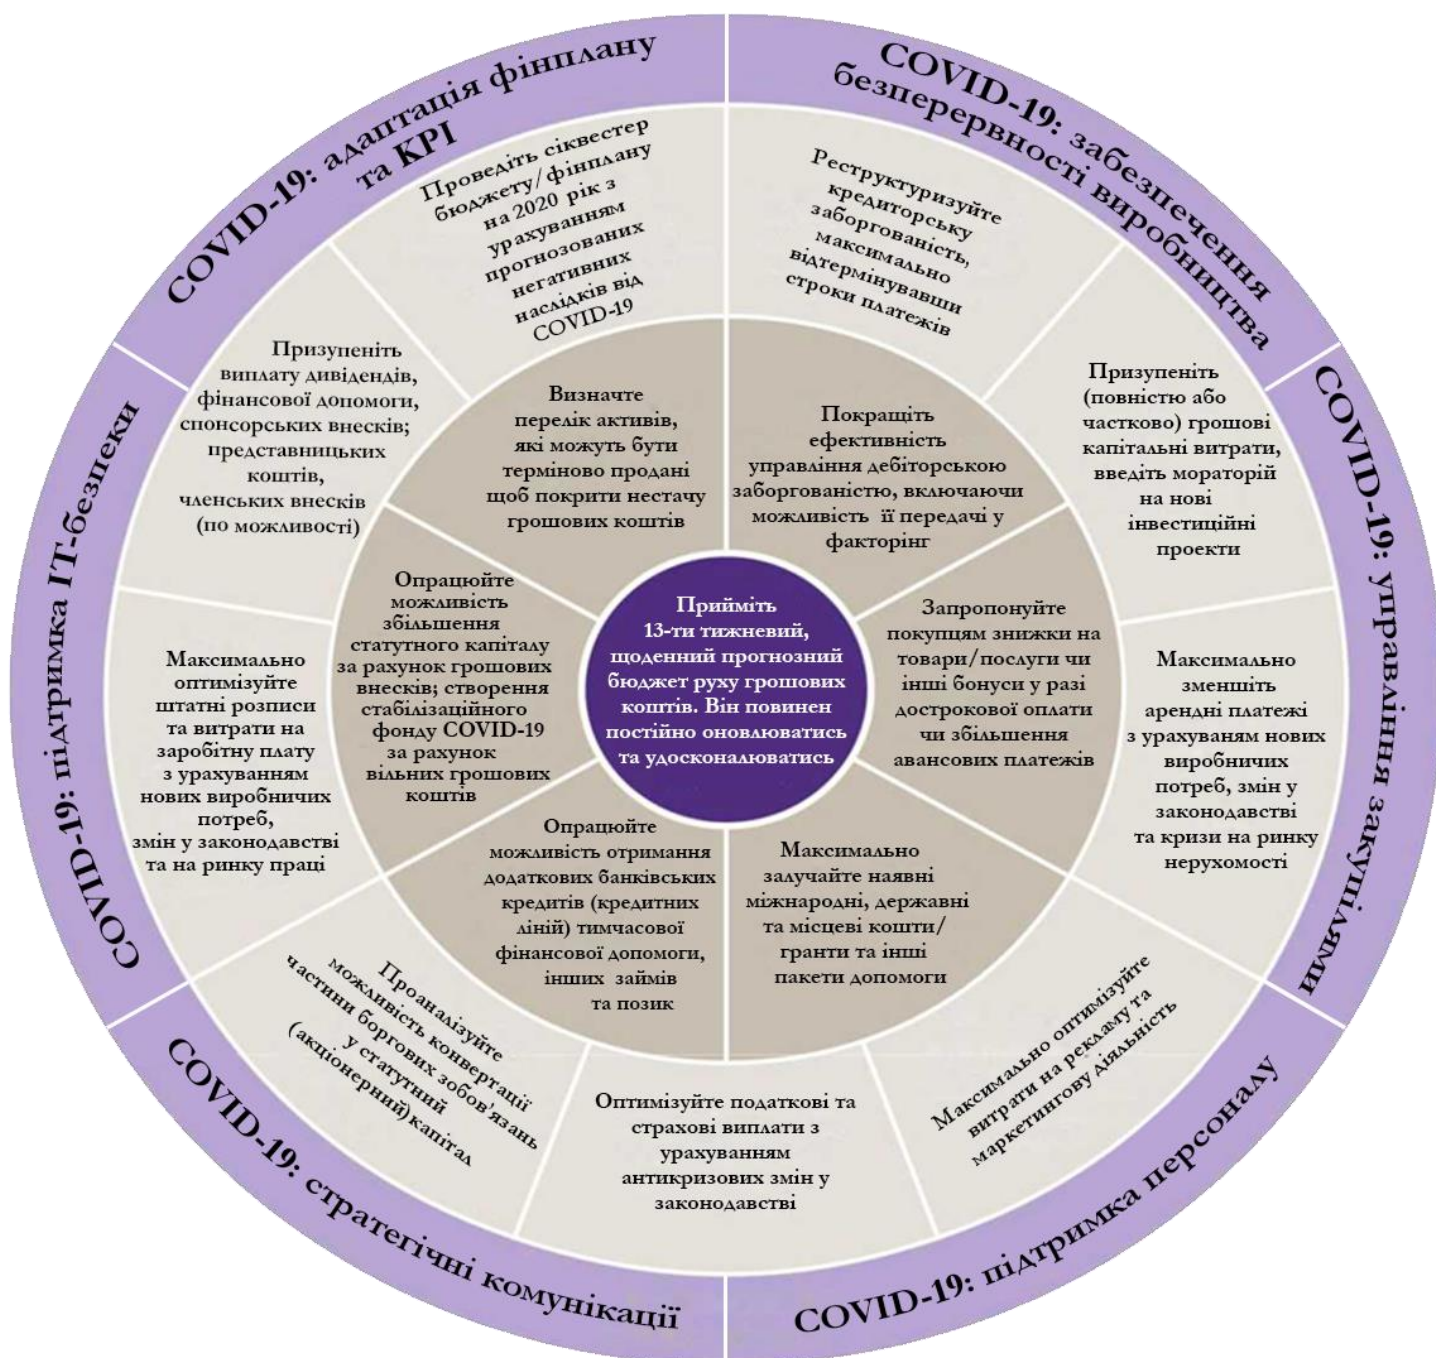 COVID-19: адаптація фінплану
та KPI
COVID-19: забезпечення
безперервності виробництва
COVID-19: управління закупілями
COVID-19: підтримка персоналу
COVID-19: стратегічні комунікації
COVID-19: підтримка ІТ-безпеки
Проведіть сіквестер
бюджету/фінплану
на 2020 рік з
урахуванням
прогнозованих
негативних
наслідків від
COVID-19
Реструктуризуйте
кредиторську
заборгованість,
максимально
відтермінувавши
строки платежів
Призупеніть
(повністю або
частково) грошові
капітальні витрати,
введіть мораторій
на нові
інвестиційні
проекти
Максимально
зменшіть
арендні платежі
з урахуваням нових
виробничих
потреб, змін у
законодавстві
та кризи на ринку
нерухомості
Максимально оптимізуйте
витрати на рекламу та
маркетингову діяльність
Оптимізуйте податкові та
страхові виплати з
урахуванням
антикризових змін у
законодавстві
Проаналізуйте
можливість конвертації
частини боргових зобов'язань
у статутний
(акціонерний) капітал
Максимально
оптимізуйте
штатні розписи
та витрати на
заробітну плату
з урахуванням
нових виробничих
потреб,
змін у законодавстві
та на ринку праці
Призупеніть
виплату дивідендів,
фінансової допомоги,
спонсорських внесків;
представницьких
коштів,
членських внесків
(по можливості)
Визначте
перелік активів,
які можуть бути
терміново продані
щоб покрити нестачу
грошових коштів
Покращіть
ефективність
управління дебіторською
заборгованістю, включаючи
можливість її передачі у
факторінг
Запропонуйте
покупцям знижки на
товари/послуги чи
інші бонуси у разі
дострокової оплати
чи збільшення
авансових платежів
Максимально
залучайте наявні
міжнародні, державні
та місцеві кошти/
гранти та інші
пакети допомоги
Опрацюйте
можливість отримання
додаткових банківських
кредитів (кредитних
ліній) тимчасової
фінансової допомоги,
інших займів
та позик
Опрацюйте
можливість
збільшення
статутного капіталу
за рахунок грошових
внесків; створення
стабілізаційного
фонду COVID-19
за рахунок
вільних грошових
коштів
Прийміть
13-ти тижневий,
щоденний прогнозний
бюджет руху грошових
коштів. Він повинен
постійно оновлюватись
та удосконалюватись